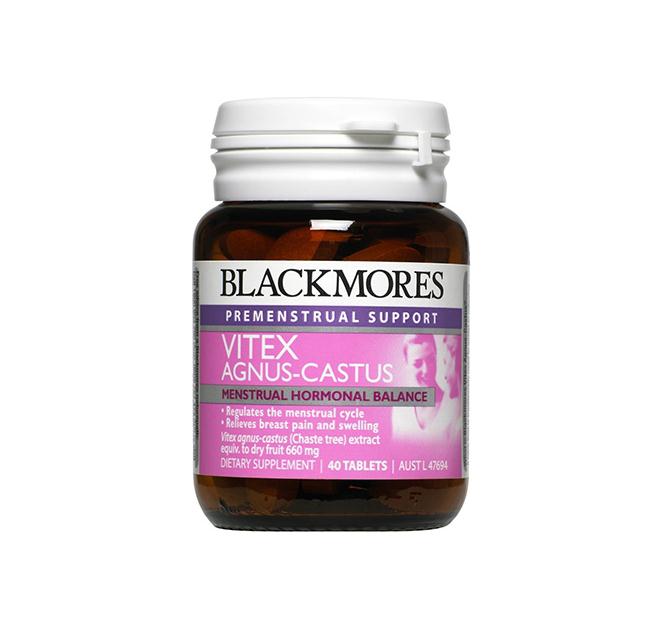 BLACKMORES
PREMENSTRUAL SUPPORT
VITEX
AGNUS-CASTUS
MENSTRUAL HORMONAL BALANCE
• Regulates the menstrual cycle
• Relieves breast pain and swelling
Vitex agnus-castus (Chaste tree) extract
equiv. to dry fruit 660 mg
DIETARY SUPPLEMENT | 40 TABLETS | AUST L 47694